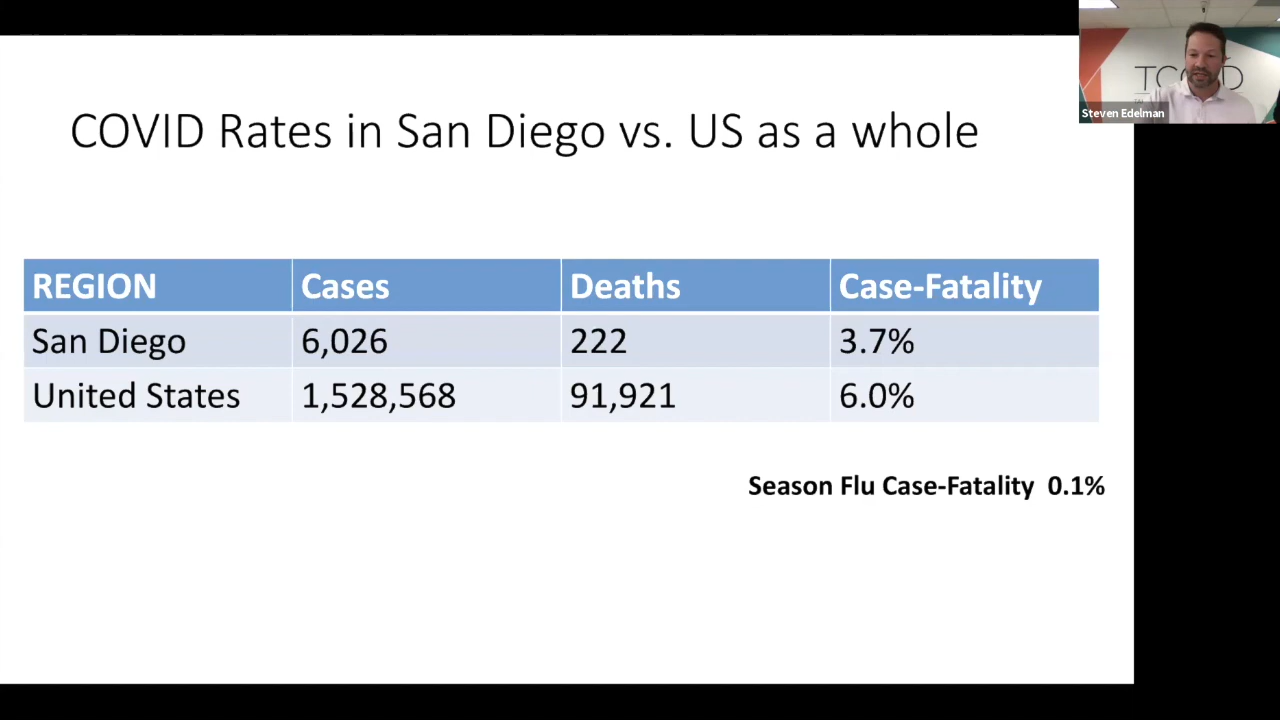 COVID Rates in San Diego vs. US as a whole
REGION Cases Deaths Case-Fatality
San Diego 6,026 222 3.7%
United States 1,528,568 91,921 6.0%
Season Flu Case-Fatality 0.1%
Steven Edelman